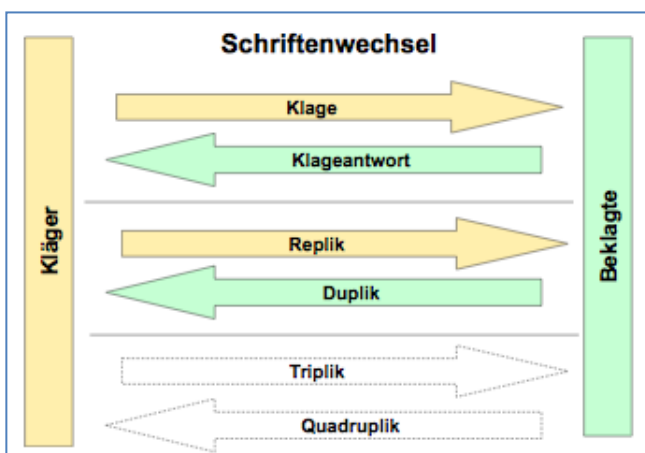 Schriftenwechsel
Kläger
Klage
Klageantwort
Replik
Duplik
Triplik
Quadruplik
Beklagte